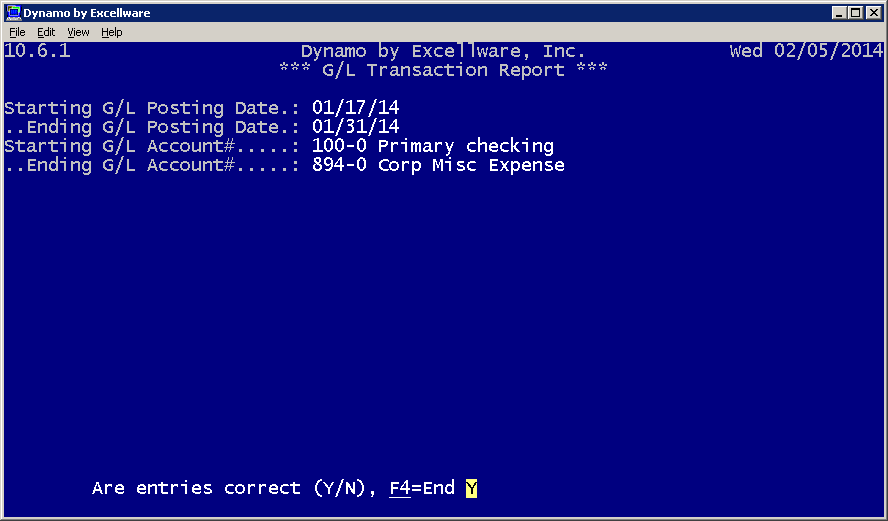 Dynamo by Excellware
File Edit View Help
10.6.1 Dynamo by Excellware, Inc. Wed 02/05/2014
*** G/L Transaction Report ***
Starting G/L Posting Date.: 01/17/14
..Ending G/L Posting Date.: 01/31/14
Starting G/L Account#.....: 100-0 Primary checking
..Ending G/L Account#.....: 894-0 Corp Misc Expense
Are entries correct (Y/N), F4=End Y